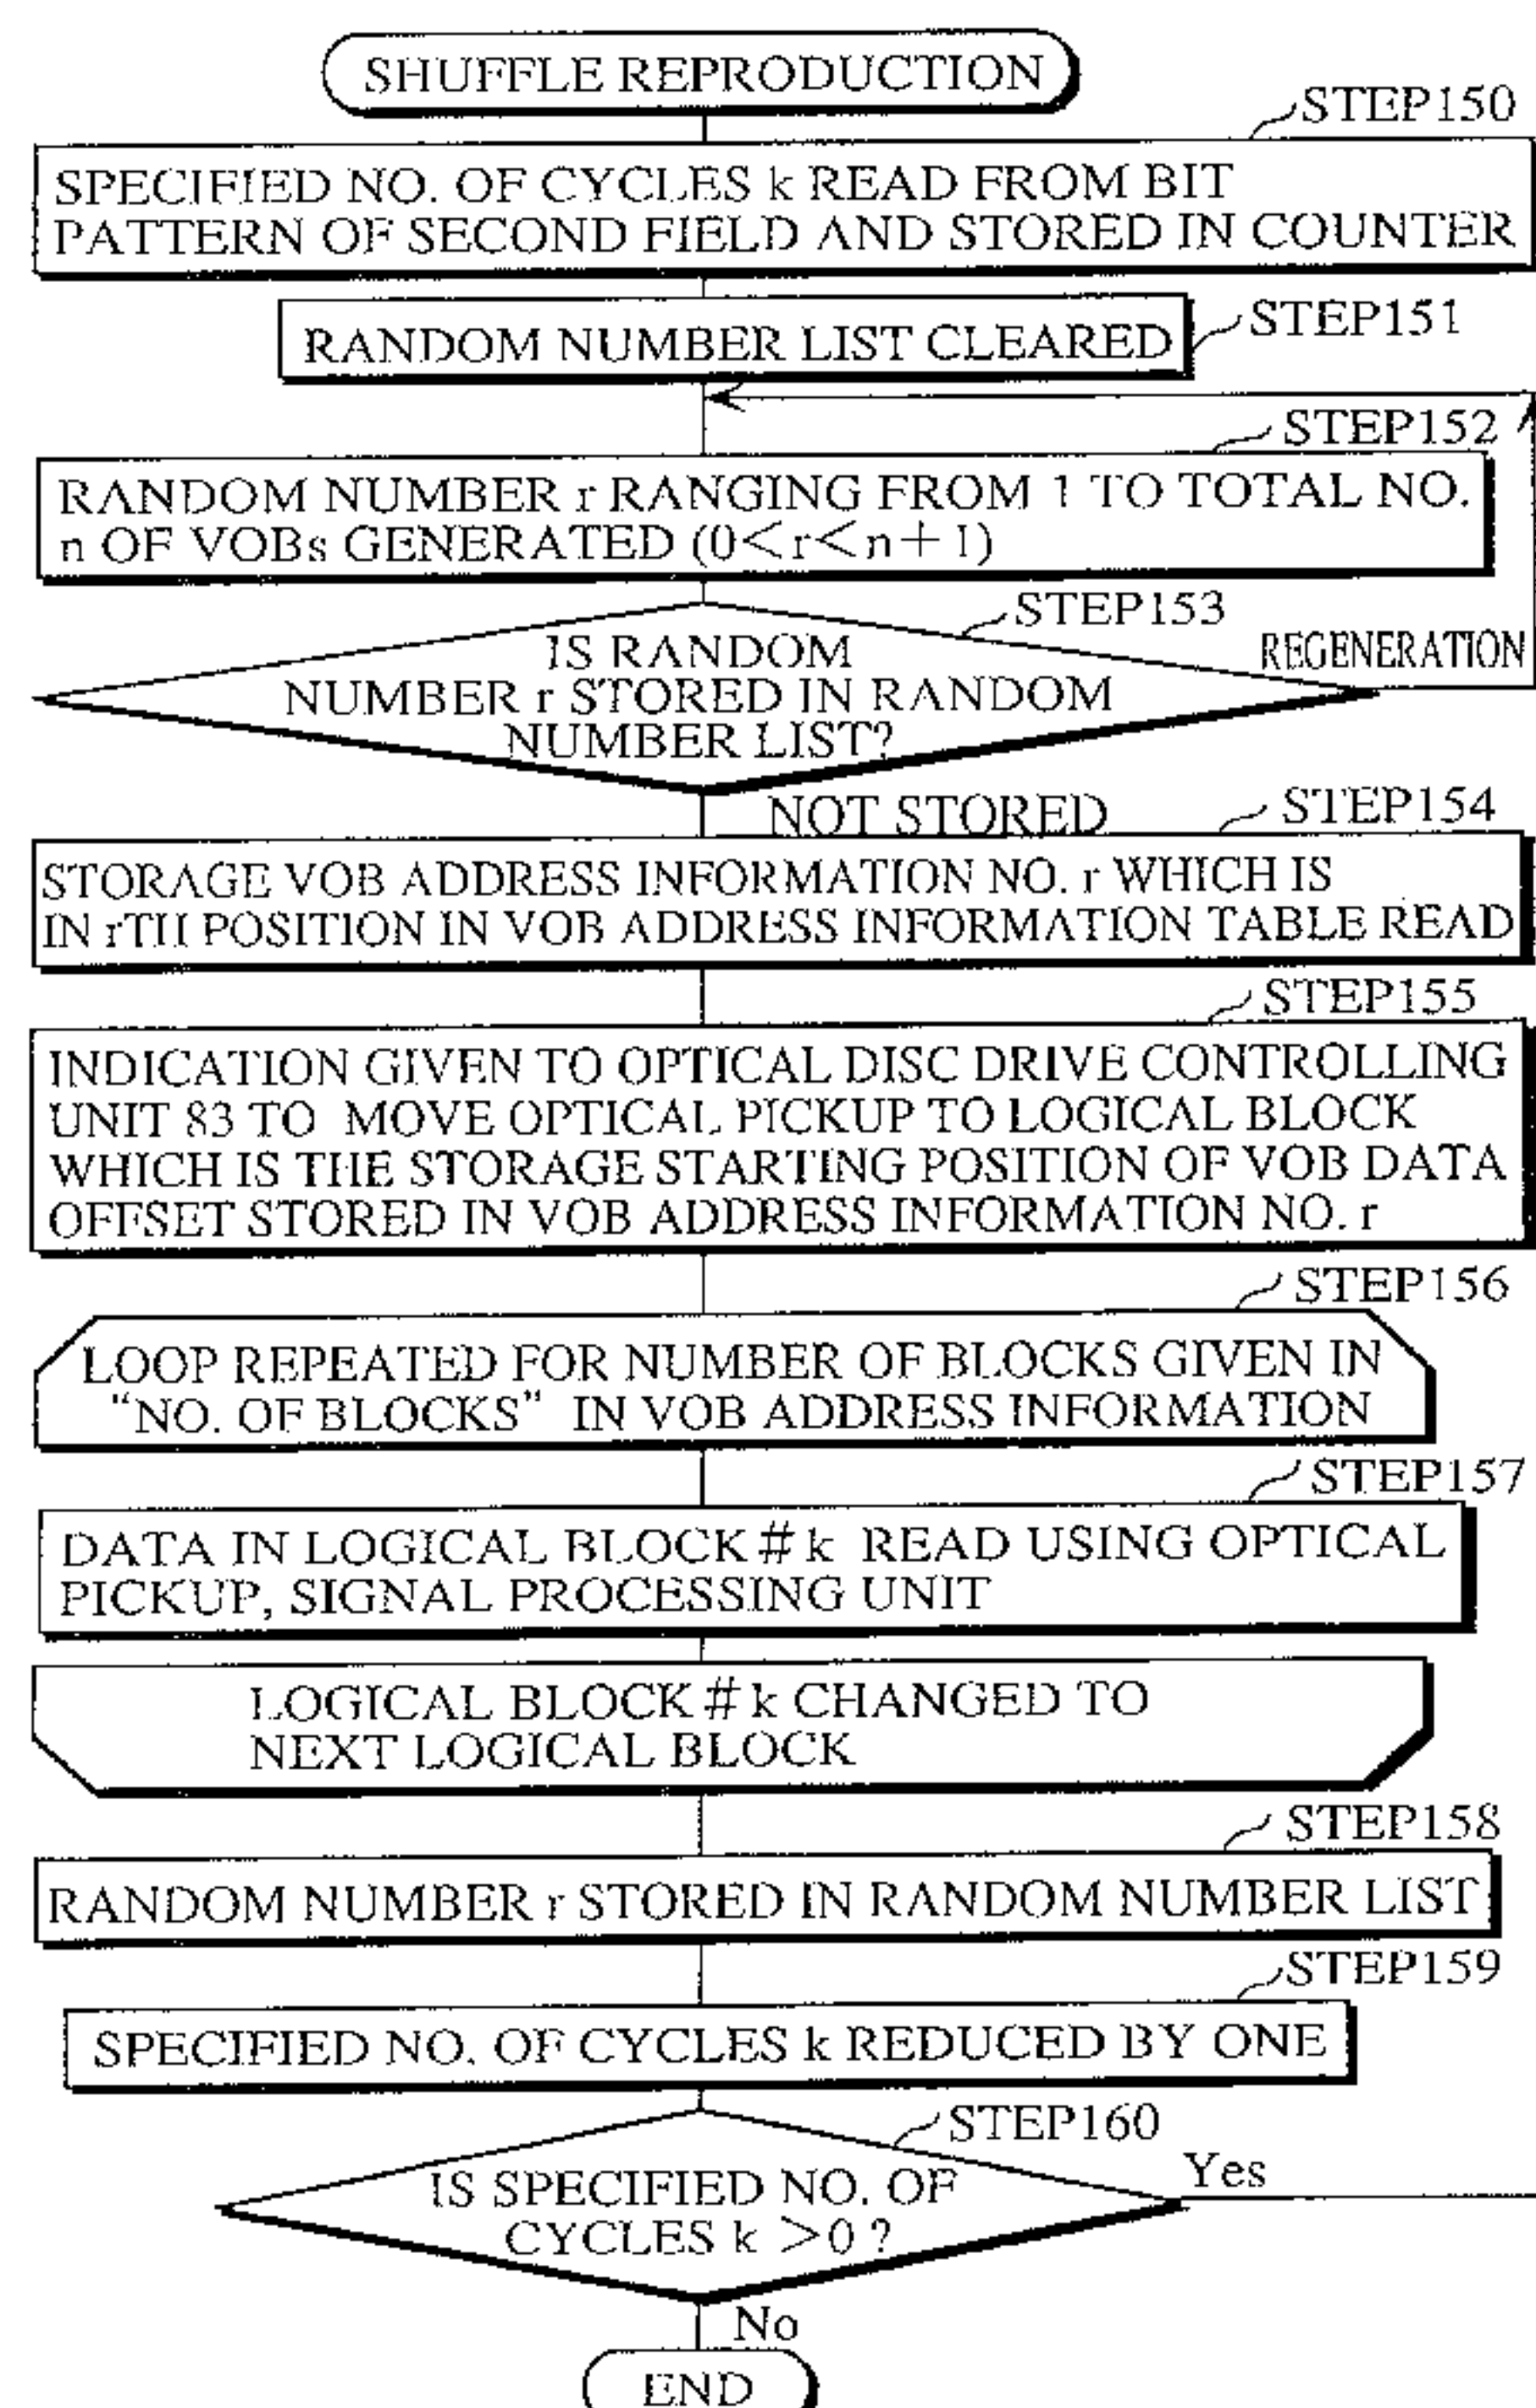 SHUFFLE REPRODUCTION
STEP150
SPECIFIED NO. OF CYCLES k READ FROM BIT
PATTERN OF SECOND FIELD AND STORED IN COUNTER
STEP151
RANDOM NUMBER LIST CLEARED
STEP152
RANDOM NUMBER r RANGING FROM 1 TO TOTAL NO.
n OF VOBs GENERATED (0<r<n+1)
STEP153
IS RANDOM
NUMBER r STORED IN RANDOM
NUMBER LIST?
REGENERATION
NOT STORED
STEP154
STORAGE VOB ADDRESS INFORMATION NO. r WHICH IS
IN rTH POSITION IN VOB ADDRESS INFORMATION TABLE READ
STEP155
INDICATION GIVEN TO OPTICAL DISC DRIVE CONTROLLING
UNIT 83 TO MOVE OPTICAL PICKUP TO LOGICAL BLOCK
WHICH IS THE STORAGE STARTING POSITION OF VOB DATA
OFFSET STORED IN VOB ADDRESS INFORMATION NO. r
STEP156
LOOP REPEATED FOR NUMBER OF BLOCKS GIVEN IN
"NO. OF BLOCKS" IN VOB ADDRESS INFORMATION
STEP157
DATA IN LOGICAL BLOCK #k READ USING OPTICAL
PICKUP, SIGNAL PROCESSING UNIT
LOGICAL BLOCK #k CHANGED TO
NEXT LOGICAL BLOCK
STEP158
RANDOM NUMBER r STORED IN RANDOM NUMBER LIST
STEP159
SPECIFIED NO. OF CYCLES k REDUCED BY ONE
STEP160
IS SPECIFIED NO. OF
CYCLES k >0 ?
Yes
No
END